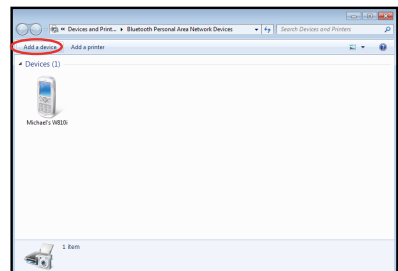 « Devices and Print... ▸ Bluetooth Personal Area Network Devices
Search Devices and Printers
Add a device
Add a printer
Devices (1)
Michael's W810i
1 item